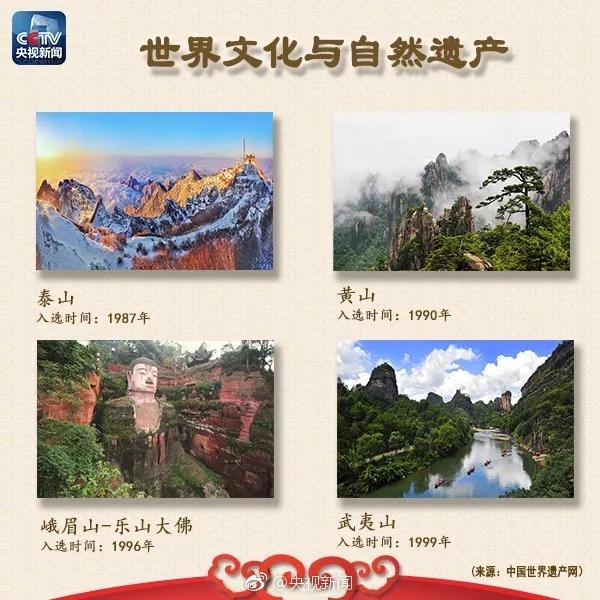 CCTV
央视新闻
世界文化与自然遗产
泰山
入选时间：1987年
黄山
入选时间：1990年
峨眉山-乐山大佛
入选时间：1996年
武夷山
入选时间：1999年
(来源：中国世界遗产网)
@央视新闻